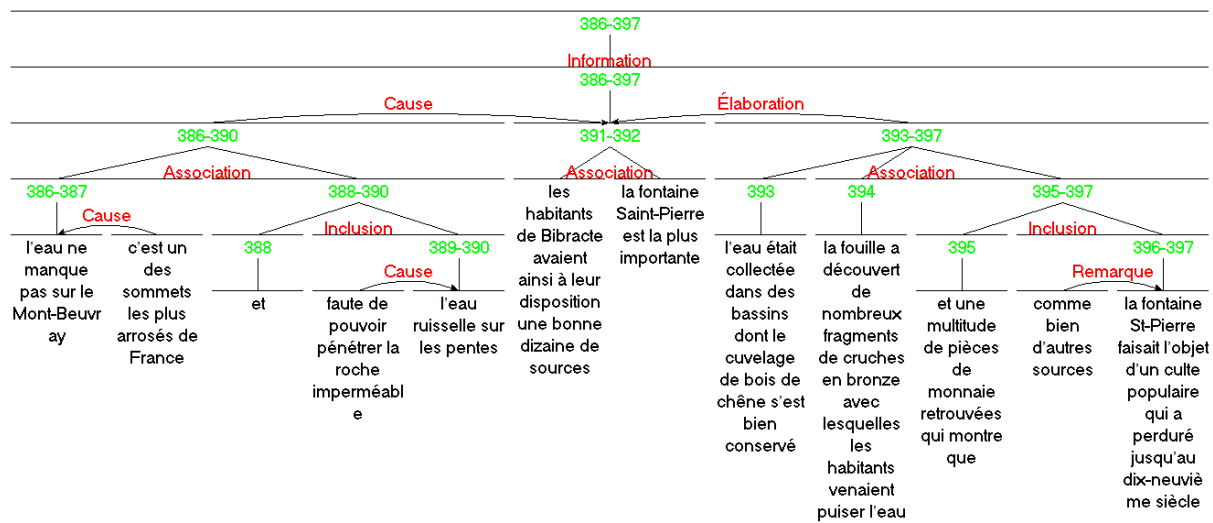 386-397
Information
386-397
Cause
Élaboration
386-390
391-392
393-397
Association
Association
Association
386-387
388-390
393
394
395-397
Cause
Inclusion
Inclusion
388
389-390
395
396-397
Cause
Remarque
l'eau ne
manque
pas sur le
Mont-Beuvr
ay
c'est un
des
sommets
les plus
arrosés de
France
et
faute de
pouvoir
pénétrer la
roche
imperméabl
e
l'eau
ruisselle sur
les pentes
les
habitants
de Bibracte
avaient
ainsi à leur
disposition
une bonne
dizaine de
sources
la fontaine
Saint-Pierre
est la plus
importante
l'eau était
collectée
dans des
bassins
dont le
cuvelage
de bois de
chêne s'est
bien
conservé
la fouille a
découvert
de
nombreux
fragments
de cruches
en bronze
avec
lesquelles
les
habitants
venaient
puiser l'eau
et une
multitude
de pièces
de
monnaie
retrouvées
qui montre
que
comme
bien
d'autres
sources
la fontaine
St-Pierre
faisait l'objet
d'un culte
populaire
qui a
perduré
jusqu'au
dix-neuviè
me siècle